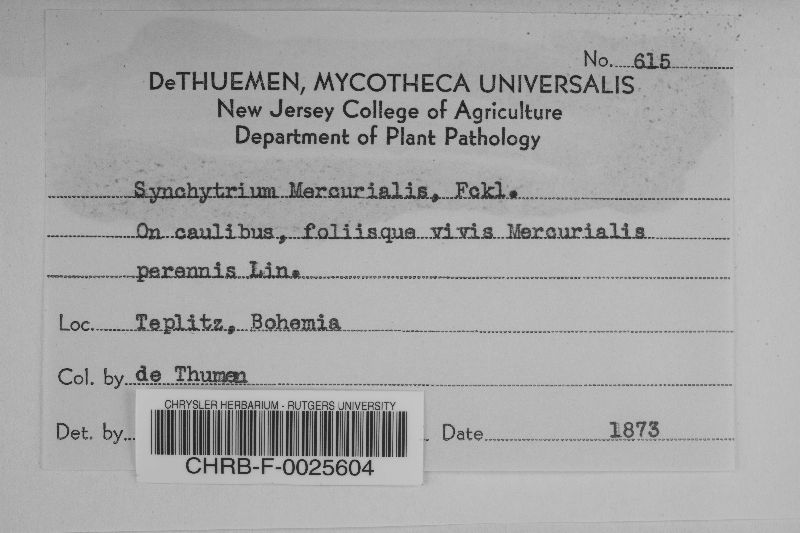 No. 615
DeTHUEMEN, MYCOTHECA UNIVERSALIS
New Jersey College of Agriculture
Department of Plant Pathology
Synchytrium Mercurialis, Fckl.
On caulibus, foliisque vivis Mercurialis
perennis Lin.
Loc. Teplitz, Bohemia
Col. by de Thumen
CHRYSLER HERBARIUM - RUTGERS UNIVERSITY
Det. by Date 1873
CHRB-F-0025604